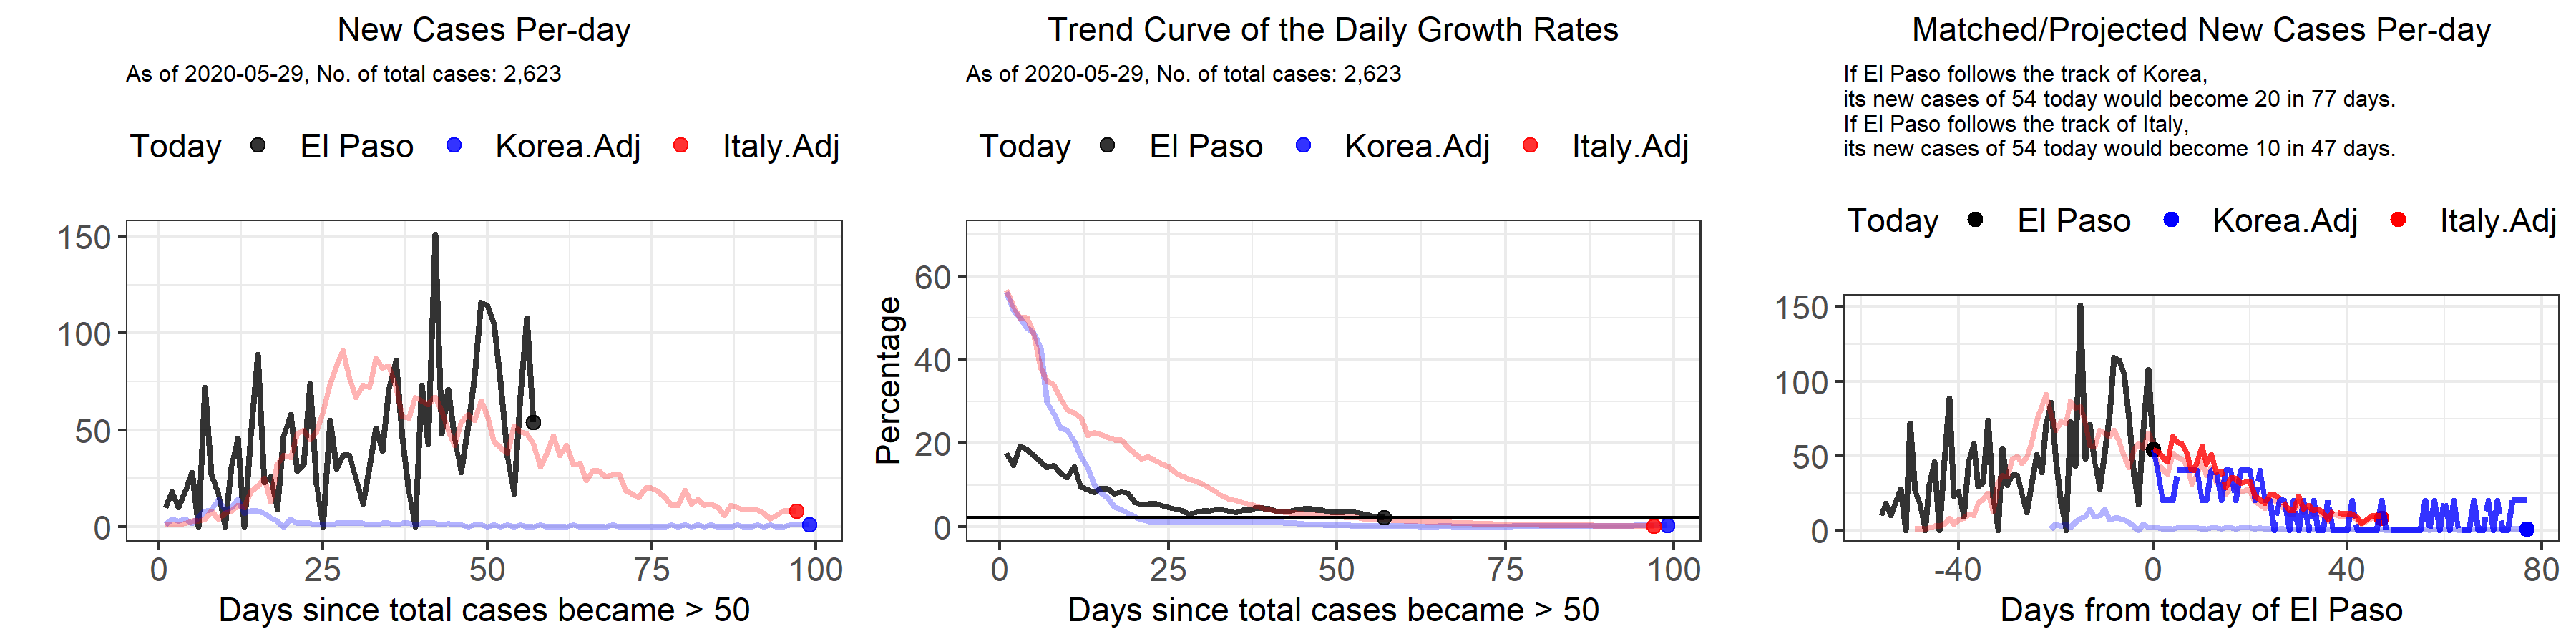 New Cases Per-day
As of 2020-05-29, No. of total cases: 2,623
Today El Paso Korea.Adj Italy.Adj
150
100
50
0
0 25 50 75 100
Days since total cases became > 50
Trend Curve of the Daily Growth Rates
As of 2020-05-29, No. of total cases: 2,623
Today El Paso Korea.Adj Italy.Adj
Percentage
60
40
20
0
0 25 50 75 100
Days since total cases became > 50
Matched/Projected New Cases Per-day
If El Paso follows the track of Korea,
its new cases of 54 today would become 20 in 77 days.
If El Paso follows the track of Italy,
its new cases of 54 today would become 10 in 47 days.
Today El Paso Korea.Adj Italy.Adj
150
100
50
0
-40 0 40 80
Days from today of El Paso